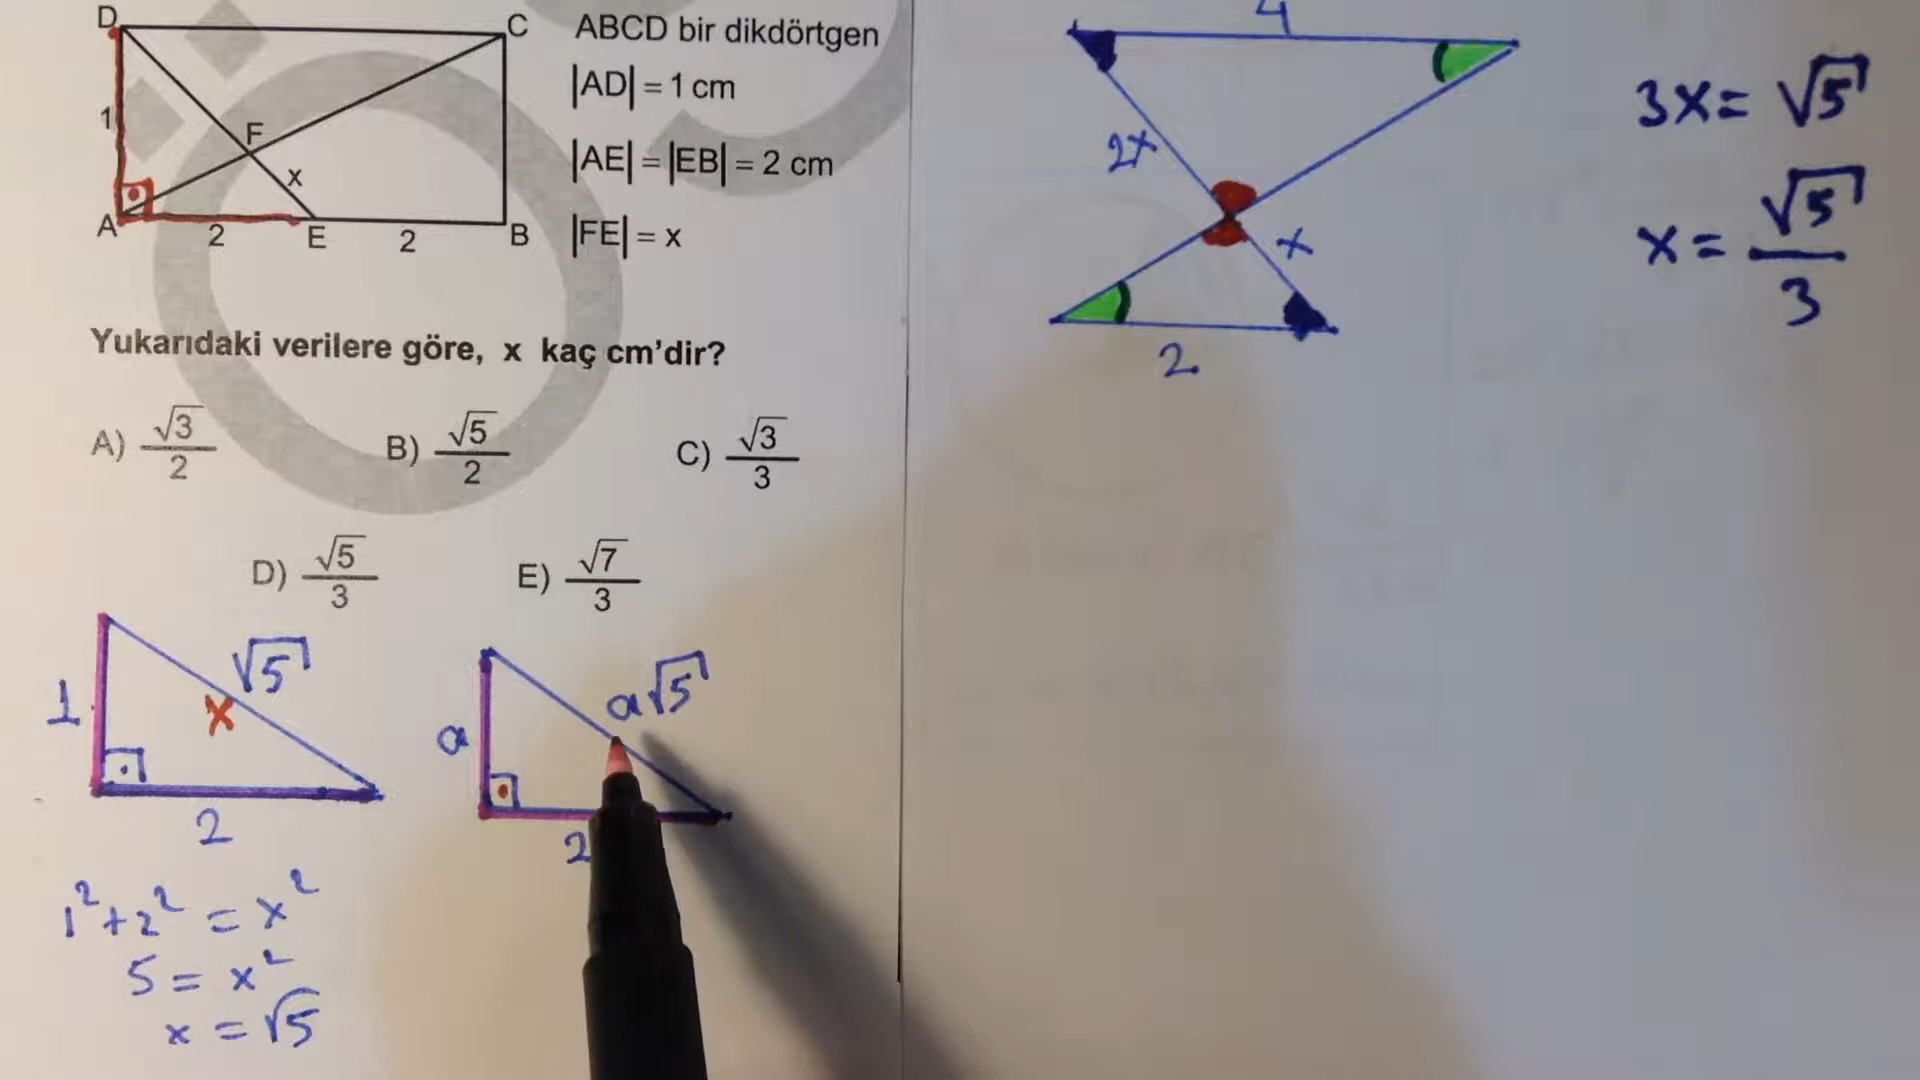 D
C
1
F
x
A
2
E
2
B
ABCD bir dikdörtgen
|AD| = 1 cm
|AE| = |EB| = 2 cm
|FE| = x
Yukarıdaki verilere göre, x kaç cm'dir?
A) √3/2
B) √5/2
C) √3/3
D) √5/3
E) √7/3
1
√5
x
2
1² + 2² = x²
5 = x²
x = √5
a
a√5
2
4
2x
x
2
3x = √5
x = √5/3